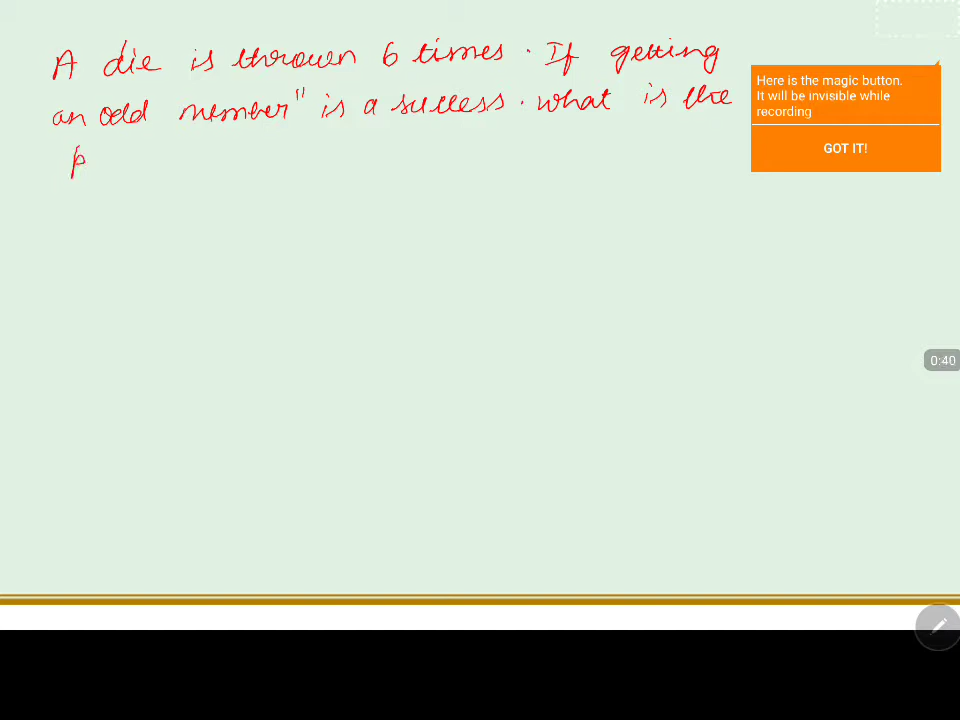 A die is thrown 6 times. If getting
an odd number" is a success. what is the
p
Here is the magic button.
It will be invisible while
recording
GOT IT!
0:40